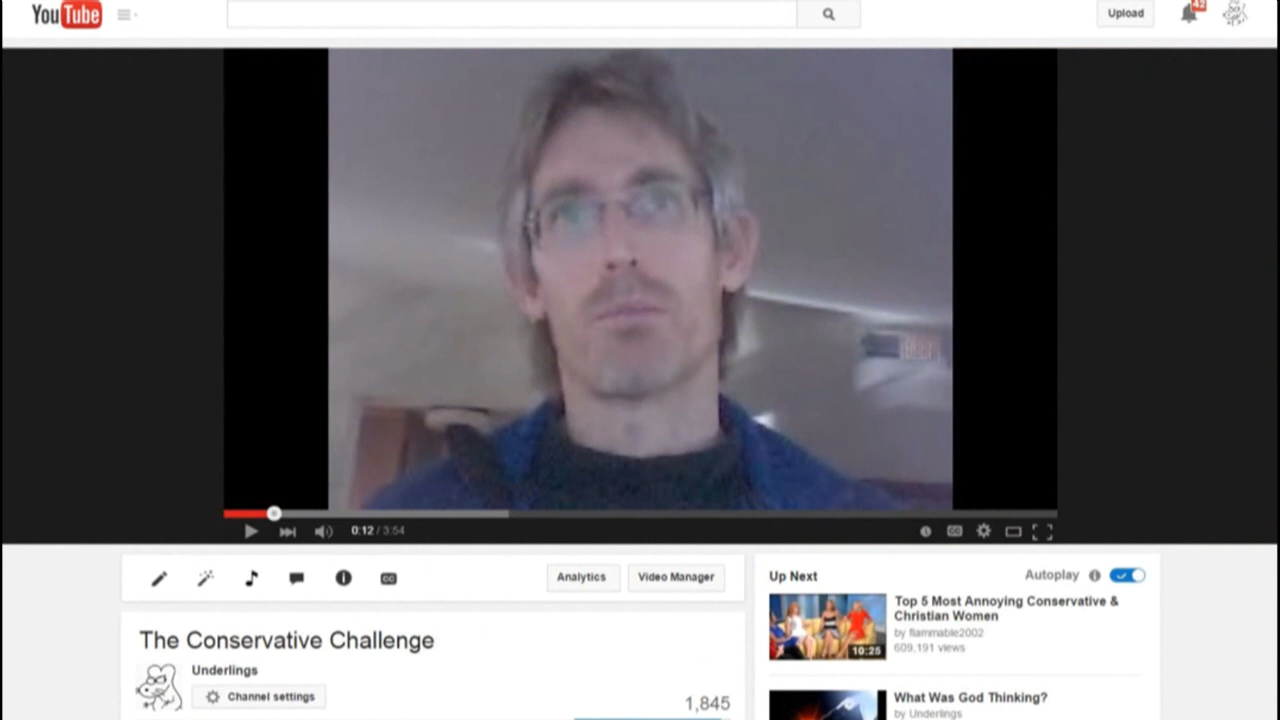 YouTube
Upload
42
0:12 / 3:54
Analytics
Video Manager
The Conservative Challenge
Underlings
Channel settings
1,845
Up Next
Autoplay
Top 5 Most Annoying Conservative &
Christian Women
by flammable2002
609,191 views
10:25
What Was God Thinking?
by Underlings